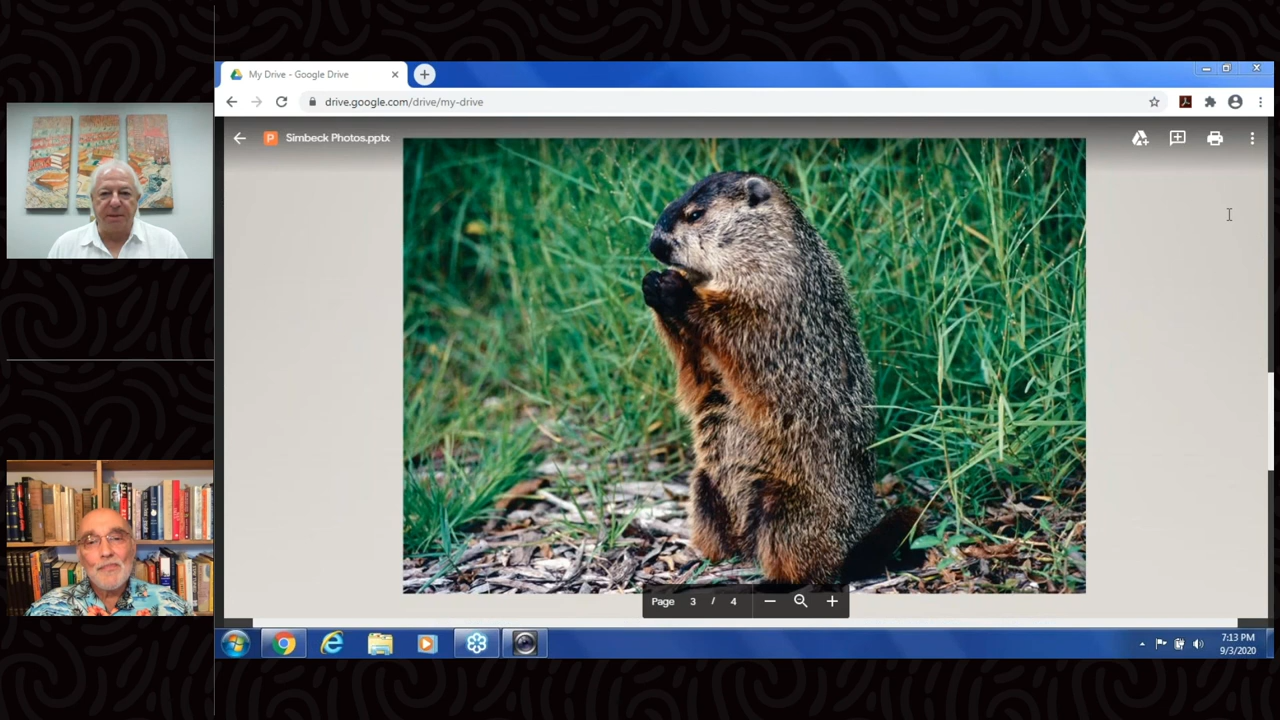 My Drive - Google Drive
drive.google.com/drive/my-drive
P Simbeck Photos.pptx
Page 3 / 4
7:13 PM
9/3/2020